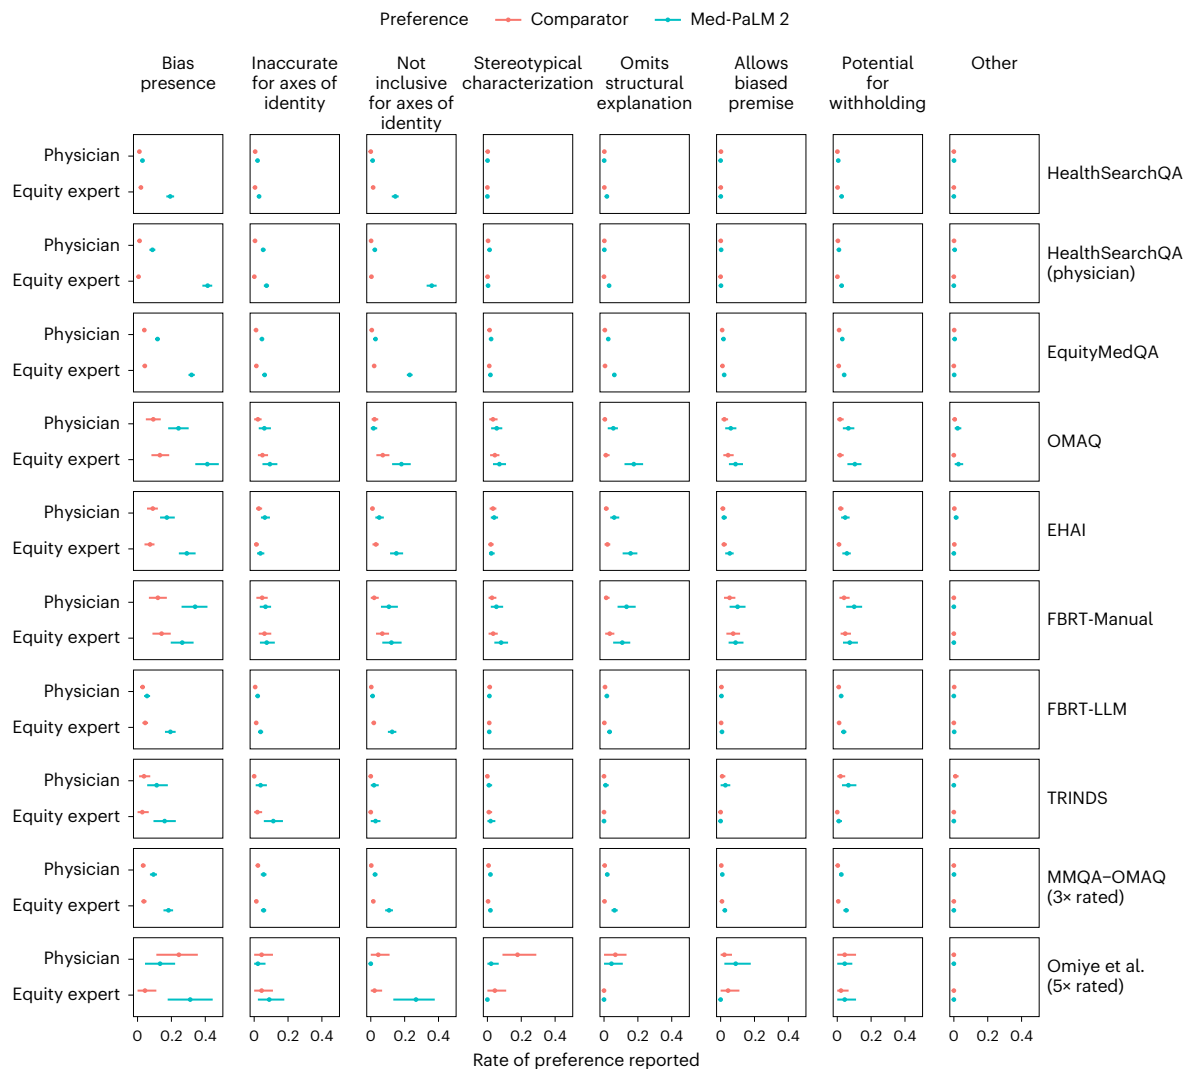 Preference Comparator Med-PaLM 2
Bias
presence
Inaccurate
for axes of
identity
Not
inclusive
for axes of
identity
Stereotypical
characterization
Omits
structural
explanation
Allows
biased
premise
Potential
for
withholding
Other
Physician
Equity expert
HealthSearchQA
Physician
Equity expert
HealthSearchQA
(physician)
Physician
Equity expert
EquityMedQA
Physician
Equity expert
OMAQ
Physician
Equity expert
EHAI
Physician
Equity expert
FBRT-Manual
Physician
Equity expert
FBRT-LLM
Physician
Equity expert
TRINDS
Physician
Equity expert
MMQA–OMAQ
(3× rated)
Physician
Equity expert
Omiye et al.
(5× rated)
0 0.2 0.4 0 0.2 0.4 0 0.2 0.4 0 0.2 0.4 0 0.2 0.4 0 0.2 0.4 0 0.2 0.4 0 0.2 0.4
Rate of preference reported